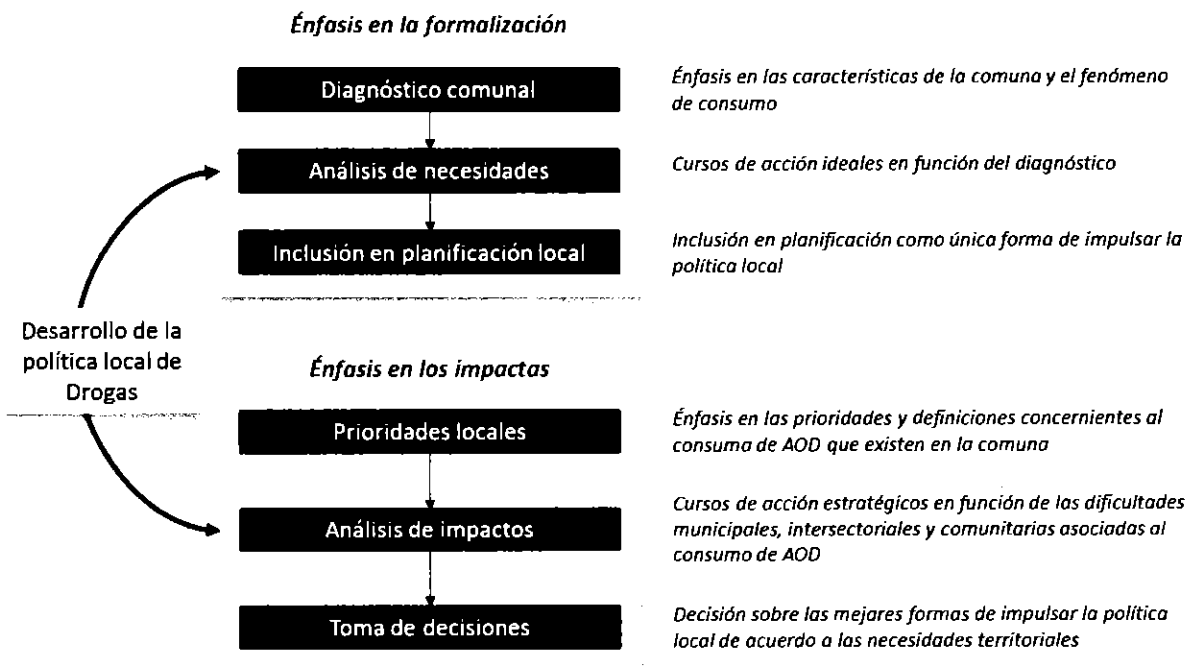 Énfasis en la formalización
Diagnóstico comunal
Énfasis en las características de la comuna y el fenómeno
de consumo
Análisis de necesidades
Cursos de acción ideales en función del diagnóstico
Inclusión en planificación local
Inclusión en planificación como única forma de impulsar la
política local
Desarrollo de la
política local de
Drogas
Énfasis en los impactas
Prioridades locales
Énfasis en las prioridades y definiciones concernientes al
consuma de AOD que existen en la comuna
Análisis de impactos
Cursos de acción estratégicos en función de las dificultades
municipales, intersectoriales y comunitarias asociadas al
consumo de AOD
Toma de decisiones
Decisión sobre las mejares formas de impulsar la política
local de acuerdo a las necesidades territoriales